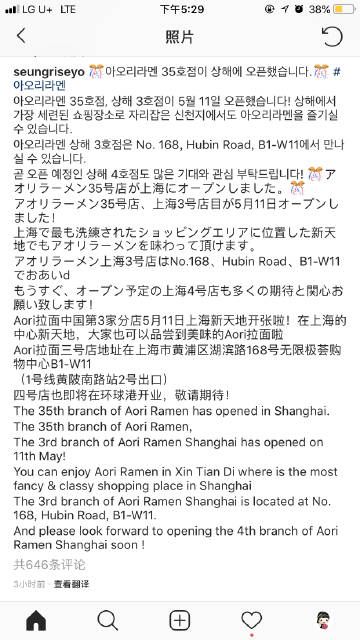 LG U+ LTE 下午5:29 38%
照片
seungriseyo 🎊아오리라멘 35호점이 상해에 오픈했습니다.🎊 #
아오리라멘
아오리라멘 35호점, 상해 3호점이 5월 11일 오픈했습니다! 상해에서
가장 세련된 쇼핑장소로 자리잡은 신천지에서도 아오리라멘을 즐기실
수 있습니다.
아오리라멘 상해 3호점은 No. 168, Hubin Road, B1-W11에서 만나
실 수 있습니다.
곧 오픈 예정인 상해 4호점도 많은 기대와 관심 부탁드립니다! 🎊ア
オリラーメン35号店が上海にオープンしました。🎊
アオリラーメン35号店、上海3号店目が5月11日オープンし
ました!
上海で最も洗練されたショッピングエリアに位置した新天
地でもアオリラーメンを味わって頂けます。
アオリラーメン上海3号店はNo.168、Hubin Road、B1-W11
でおあいd
もうすぐ、オープン予定の上海4号店も多くの期待と関心お
願い致します!
Aori拉面中国第3家分店5月11日上海新天地开张啦！在上海的
中心新天地，大家也可以品尝到美味的Aori拉面啦
Aori拉面三号店地址在上海市黄浦区湖滨路168号无限极荟购
物中心B1-W11
（1号线黄陂南路站2号出口）
四号店也即将在环球港开业，敬请期待！
The 35th branch of Aori Ramen has opened in Shanghai.
The 35th branch of Aori Ramen,
The 3rd branch of Aori Ramen Shanghai has opened on
11th May!
You can enjoy Aori Ramen in Xin Tian Di where is the most
fancy & classy shopping place in Shanghai
The 3rd branch of Aori Ramen Shanghai is located at No.
168, Hubin Road, B1-W11.
And please look forward to opening the 4th branch of Aori
Ramen Shanghai soon !
共646条评论
3小时前 · 查看翻译